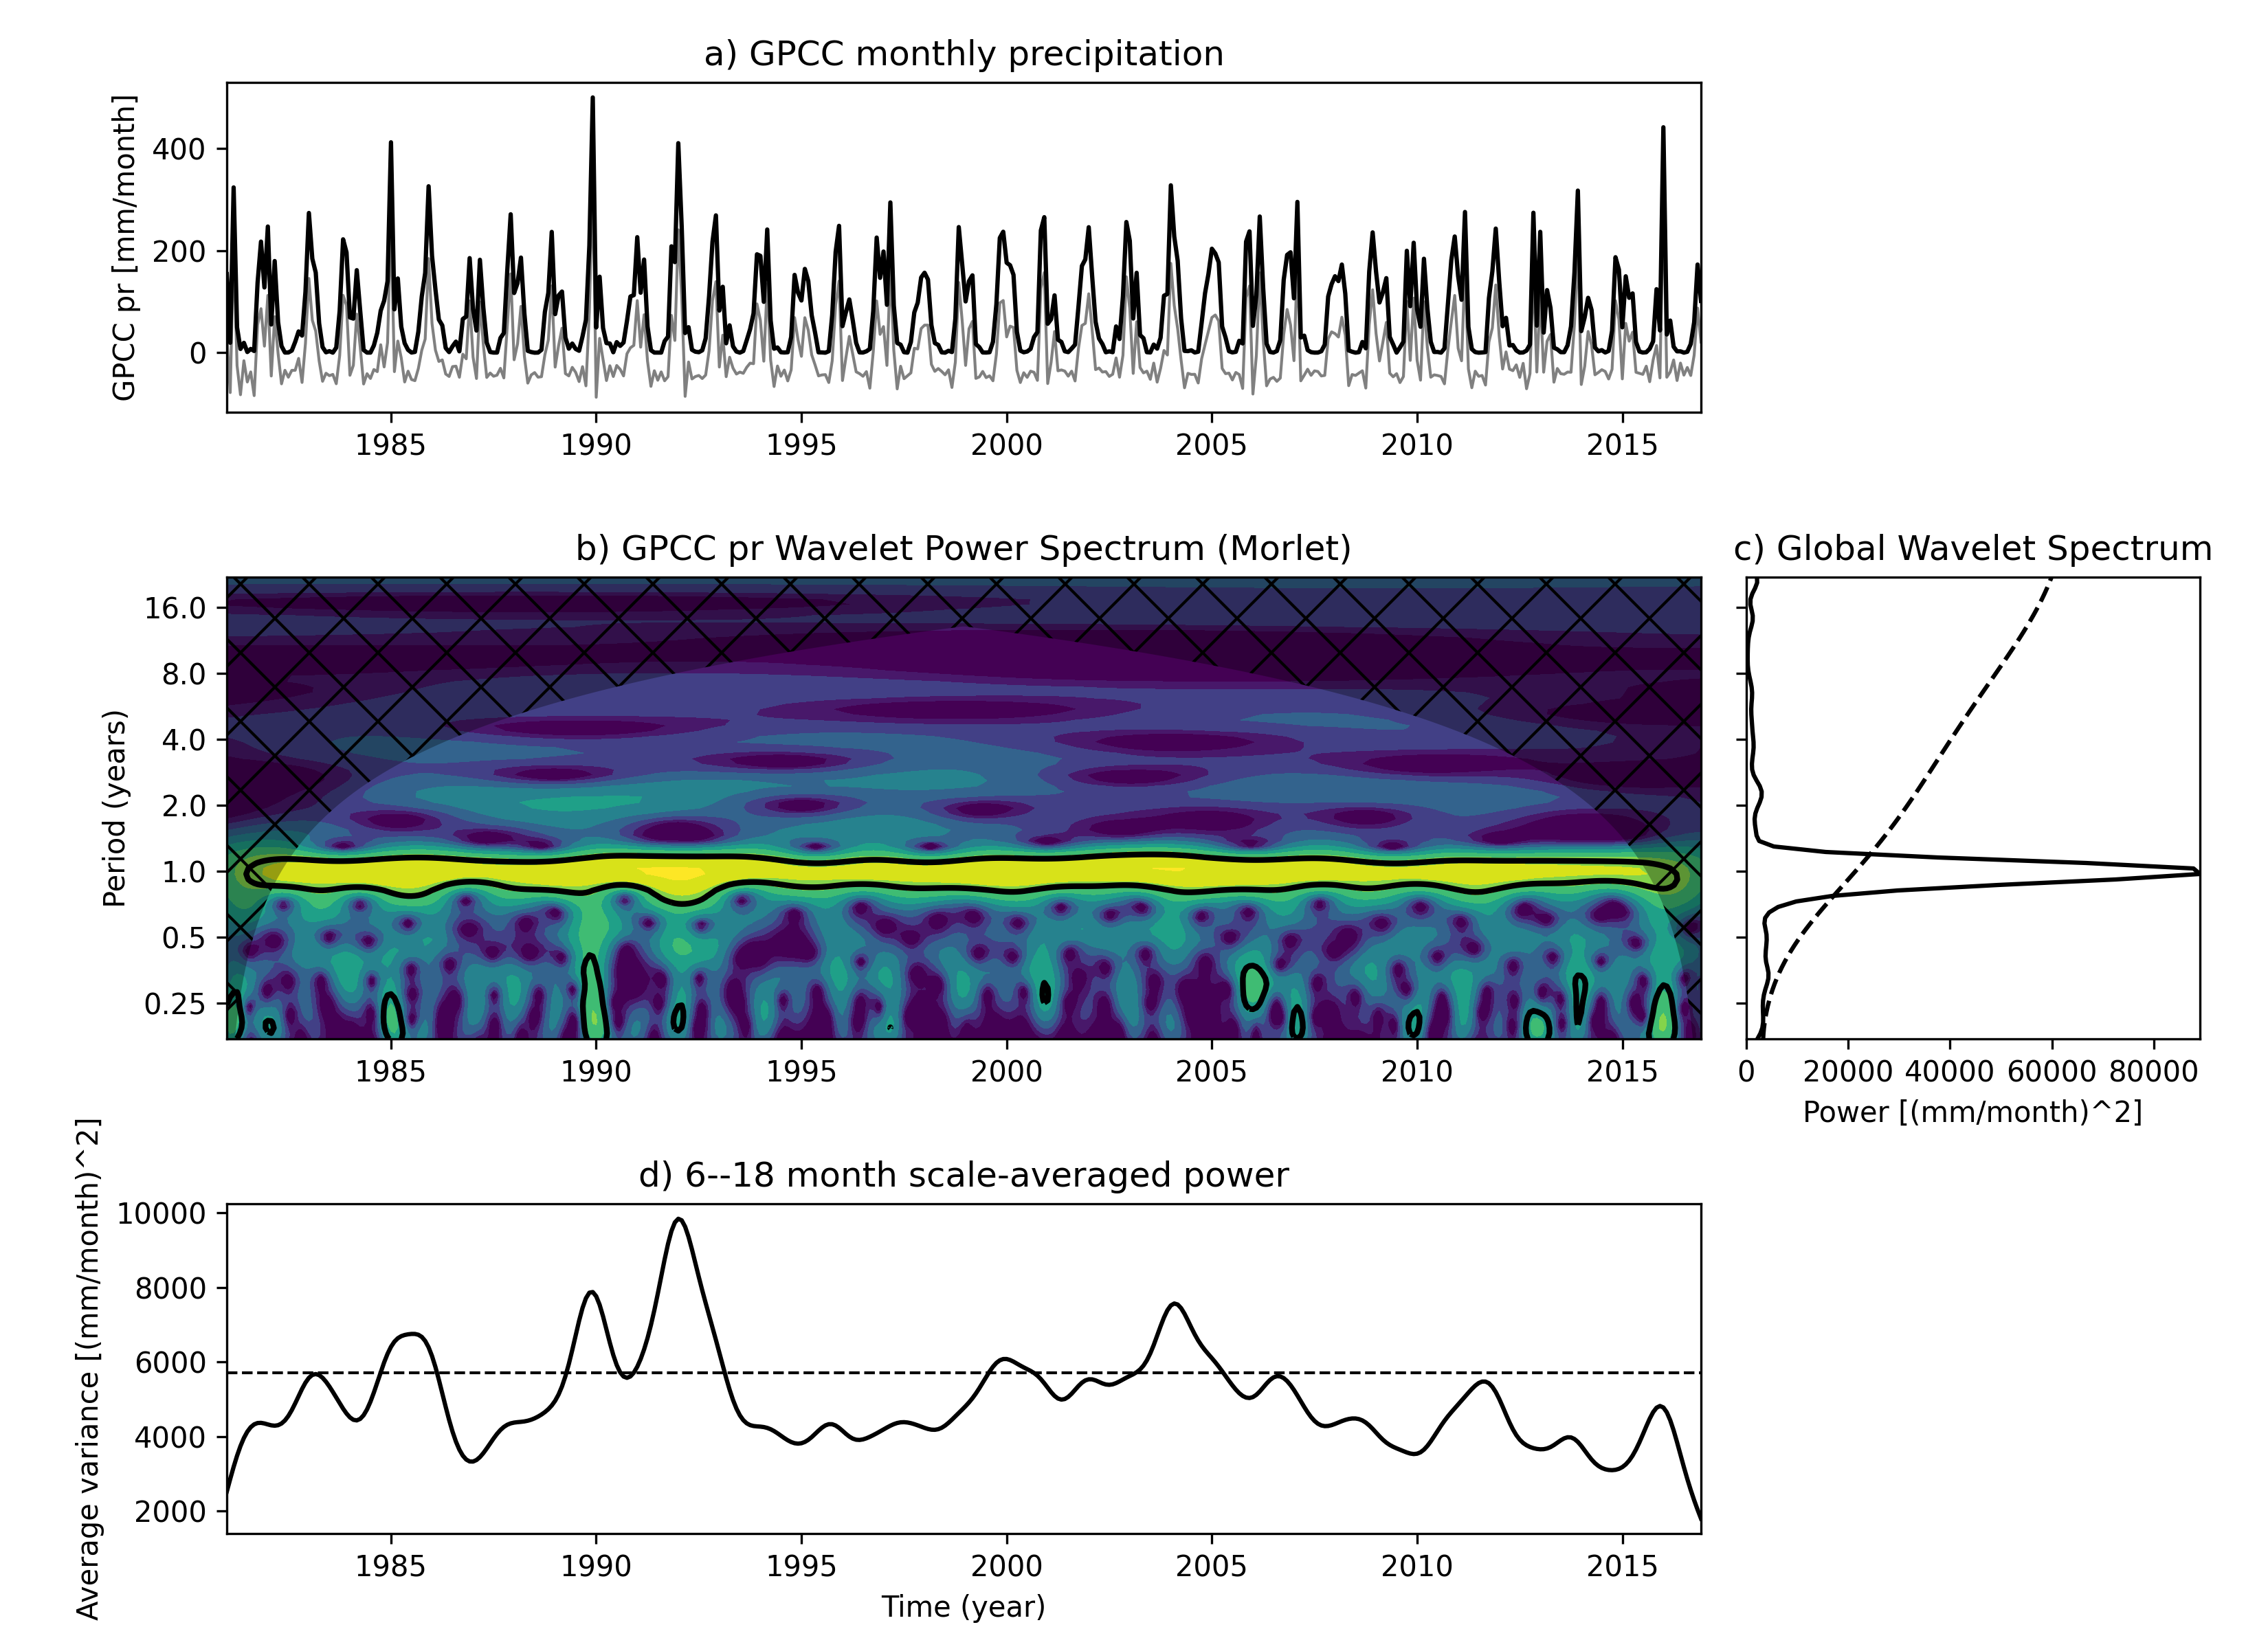 a) GPCC monthly precipitation
GPCC pr [mm/month]
400
200
0
1985 1990 1995 2000 2005 2010 2015
b) GPCC pr Wavelet Power Spectrum (Morlet)
Period (years)
16.0
8.0
4.0
2.0
1.0
0.5
0.25
1985 1990 1995 2000 2005 2010 2015
c) Global Wavelet Spectrum
0 20000 40000 60000 80000
Power [(mm/month)^2]
d) 6--18 month scale-averaged power
Average variance [(mm/month)^2]
10000
8000
6000
4000
2000
1985 1990 1995 2000 2005 2010 2015
Time (year)